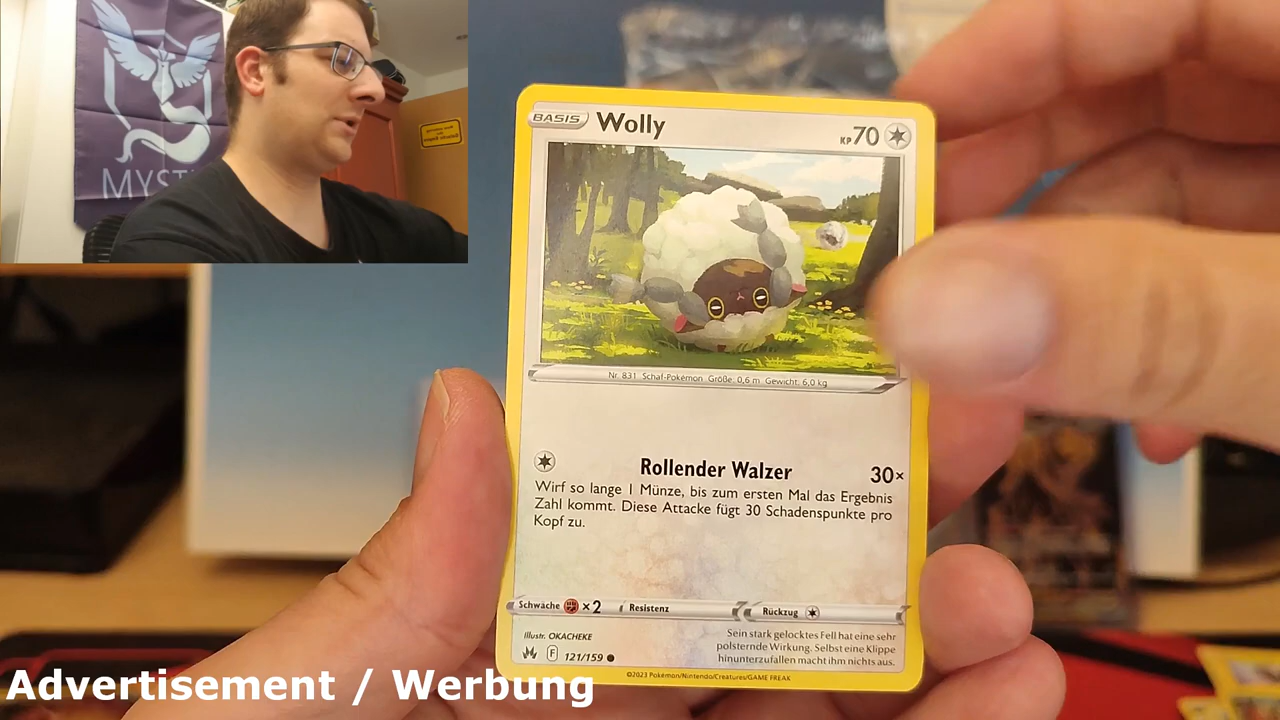 MYST
BASIS Wolly KP70
Nr. 831 Schaf-Pokémon Größe: 0,6 m Gewicht: 6,0 kg
Rollender Walzer 30×
Wirf so lange 1 Münze, bis zum ersten Mal das Ergebnis
Zahl kommt. Diese Attacke fügt 30 Schadenspunkte pro
Kopf zu.
Schwäche ×2 Resistenz Rückzug
Illustr. OKACHEKE
F 121/159
Sein stark gelocktes Fell hat eine sehr
polsternde Wirkung. Selbst eine Klippe
hinunterzufallen macht ihm nichts aus.
©2023 Pokémon/Nintendo/Creatures/GAME FREAK
Advertisement / Werbung